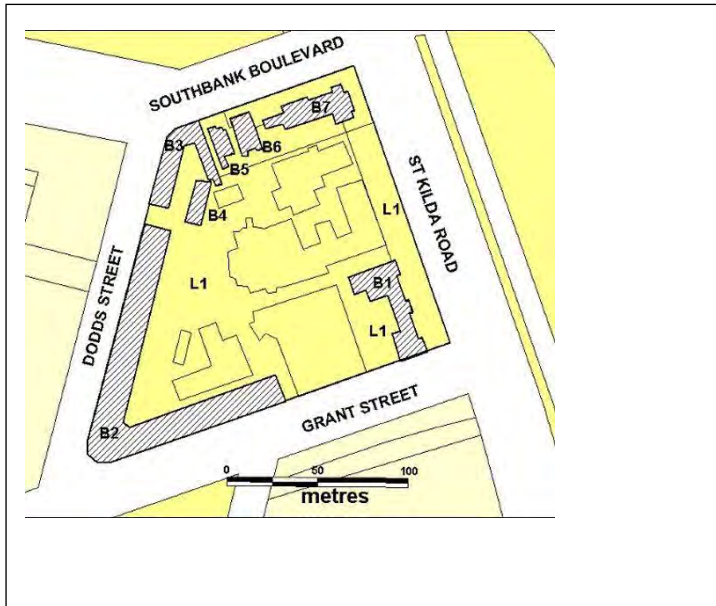 SOUTHBANK BOULEVARD
B7
B3
B6
B5
B4
L1
ST KILDA ROAD
L1
B1
DODDS STREET
L1
GRANT STREET
B2
0 50 100
metres